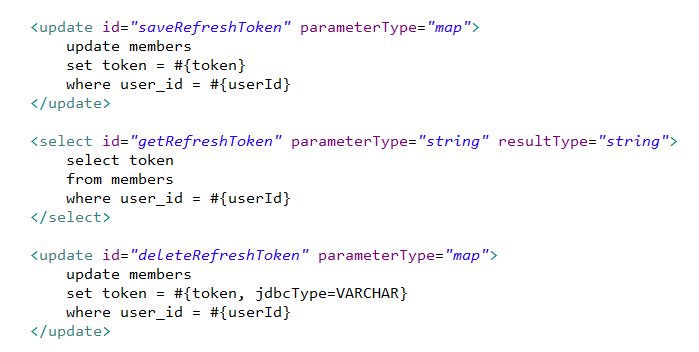 <update id="saveRefreshToken" parameterType="map">
    update members
    set token = #{token}
    where user_id = #{userId}
</update>

<select id="getRefreshToken" parameterType="string" resultType="string">
    select token
    from members
    where user_id = #{userId}
</select>

<update id="deleteRefreshToken" parameterType="map">
    update members
    set token = #{token, jdbcType=VARCHAR}
    where user_id = #{userId}
</update>